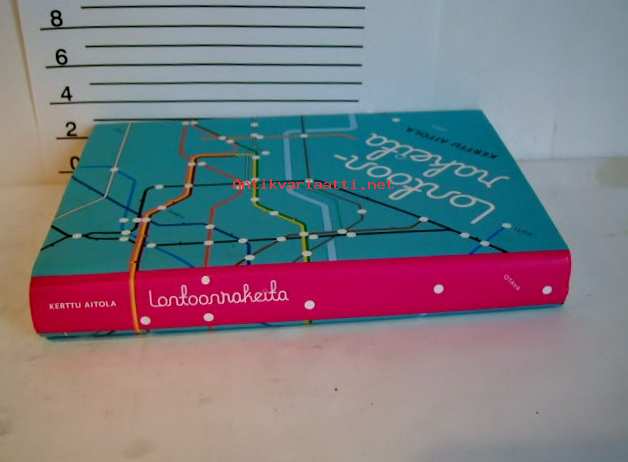 8
6
4
2
0
Lontoon-
rakeita
KERTTU AITOLA
Antikvariaatti.net
KERTTU AITOLA
Lontoonrakeita
OTAVA